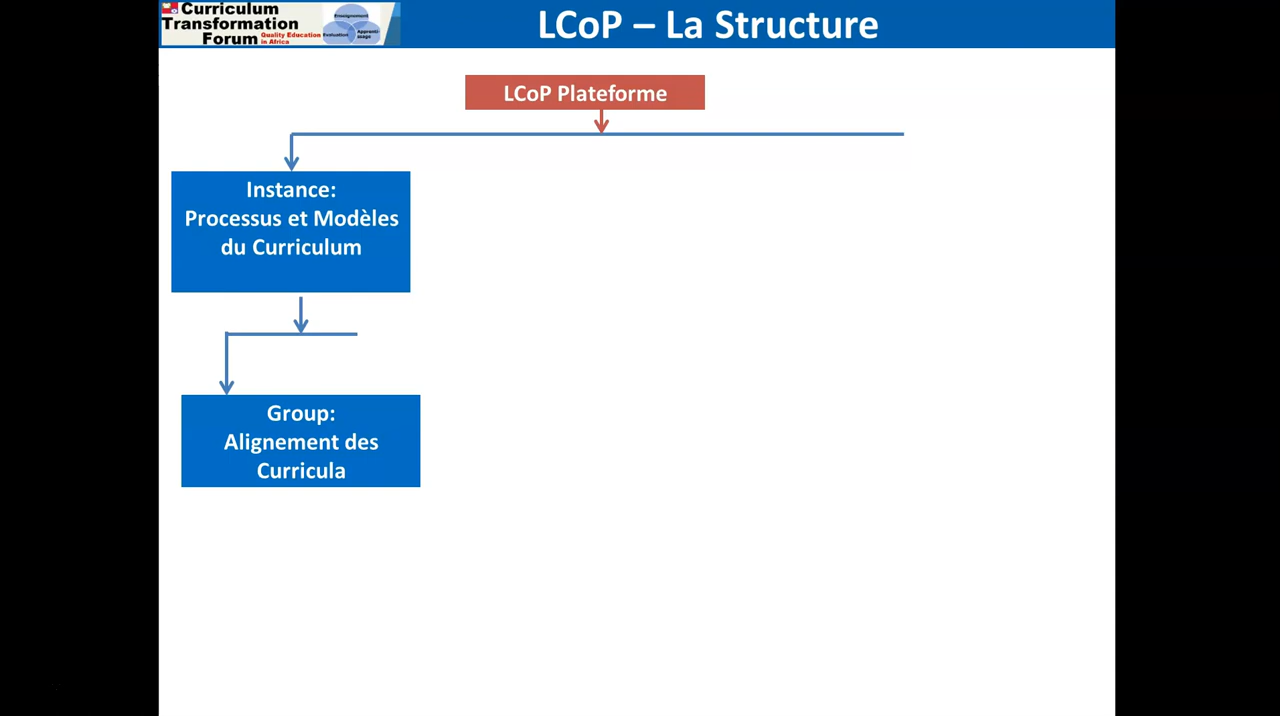 Curriculum
Transformation
Forum
Quality Education
in Africa
Enseignement
Evaluation
Apprenti-
ssage
LCoP – La Structure
LCoP Plateforme
Instance:
Processus et Modèles
du Curriculum
Group:
Alignement des
Curricula